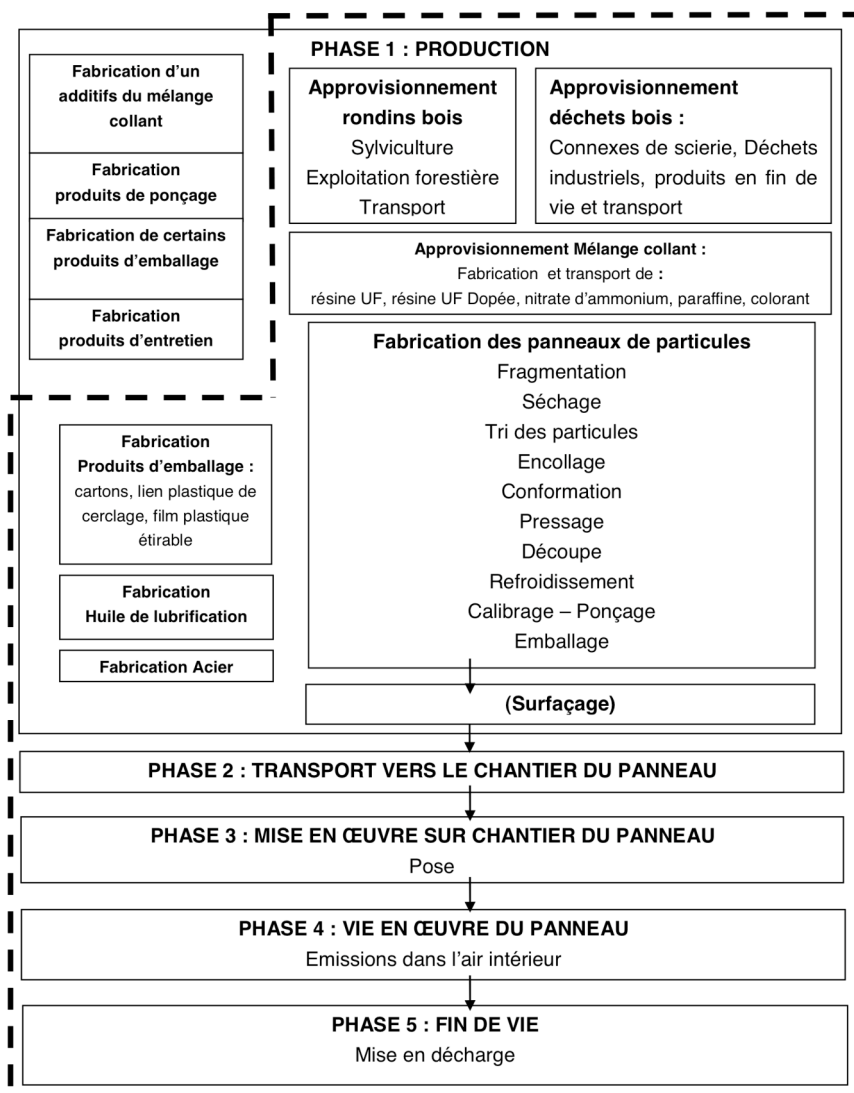 PHASE 1 : PRODUCTION
Fabrication d'un
additifs du mélange
collant
Fabrication
produits de ponçage
Fabrication de certains
produits d'emballage
Fabrication
produits d'entretien
Approvisionnement
rondins bois
Sylviculture
Exploitation forestière
Transport
Approvisionnement
déchets bois :
Connexes de scierie, Déchets
industriels, produits en fin de
vie et transport
Approvisionnement Mélange collant :
Fabrication et transport de :
résine UF, résine UF Dopée, nitrate d'ammonium, paraffine, colorant
Fabrication des panneaux de particules
Fragmentation
Séchage
Tri des particules
Encollage
Conformation
Pressage
Découpe
Refroidissement
Calibrage – Ponçage
Emballage
Fabrication
Produits d'emballage :
cartons, lien plastique de
cerclage, film plastique
étirable
Fabrication
Huile de lubrification
Fabrication Acier
(Surfaçage)
PHASE 2 : TRANSPORT VERS LE CHANTIER DU PANNEAU
PHASE 3 : MISE EN ŒUVRE SUR CHANTIER DU PANNEAU
Pose
PHASE 4 : VIE EN ŒUVRE DU PANNEAU
Emissions dans l'air intérieur
PHASE 5 : FIN DE VIE
Mise en décharge